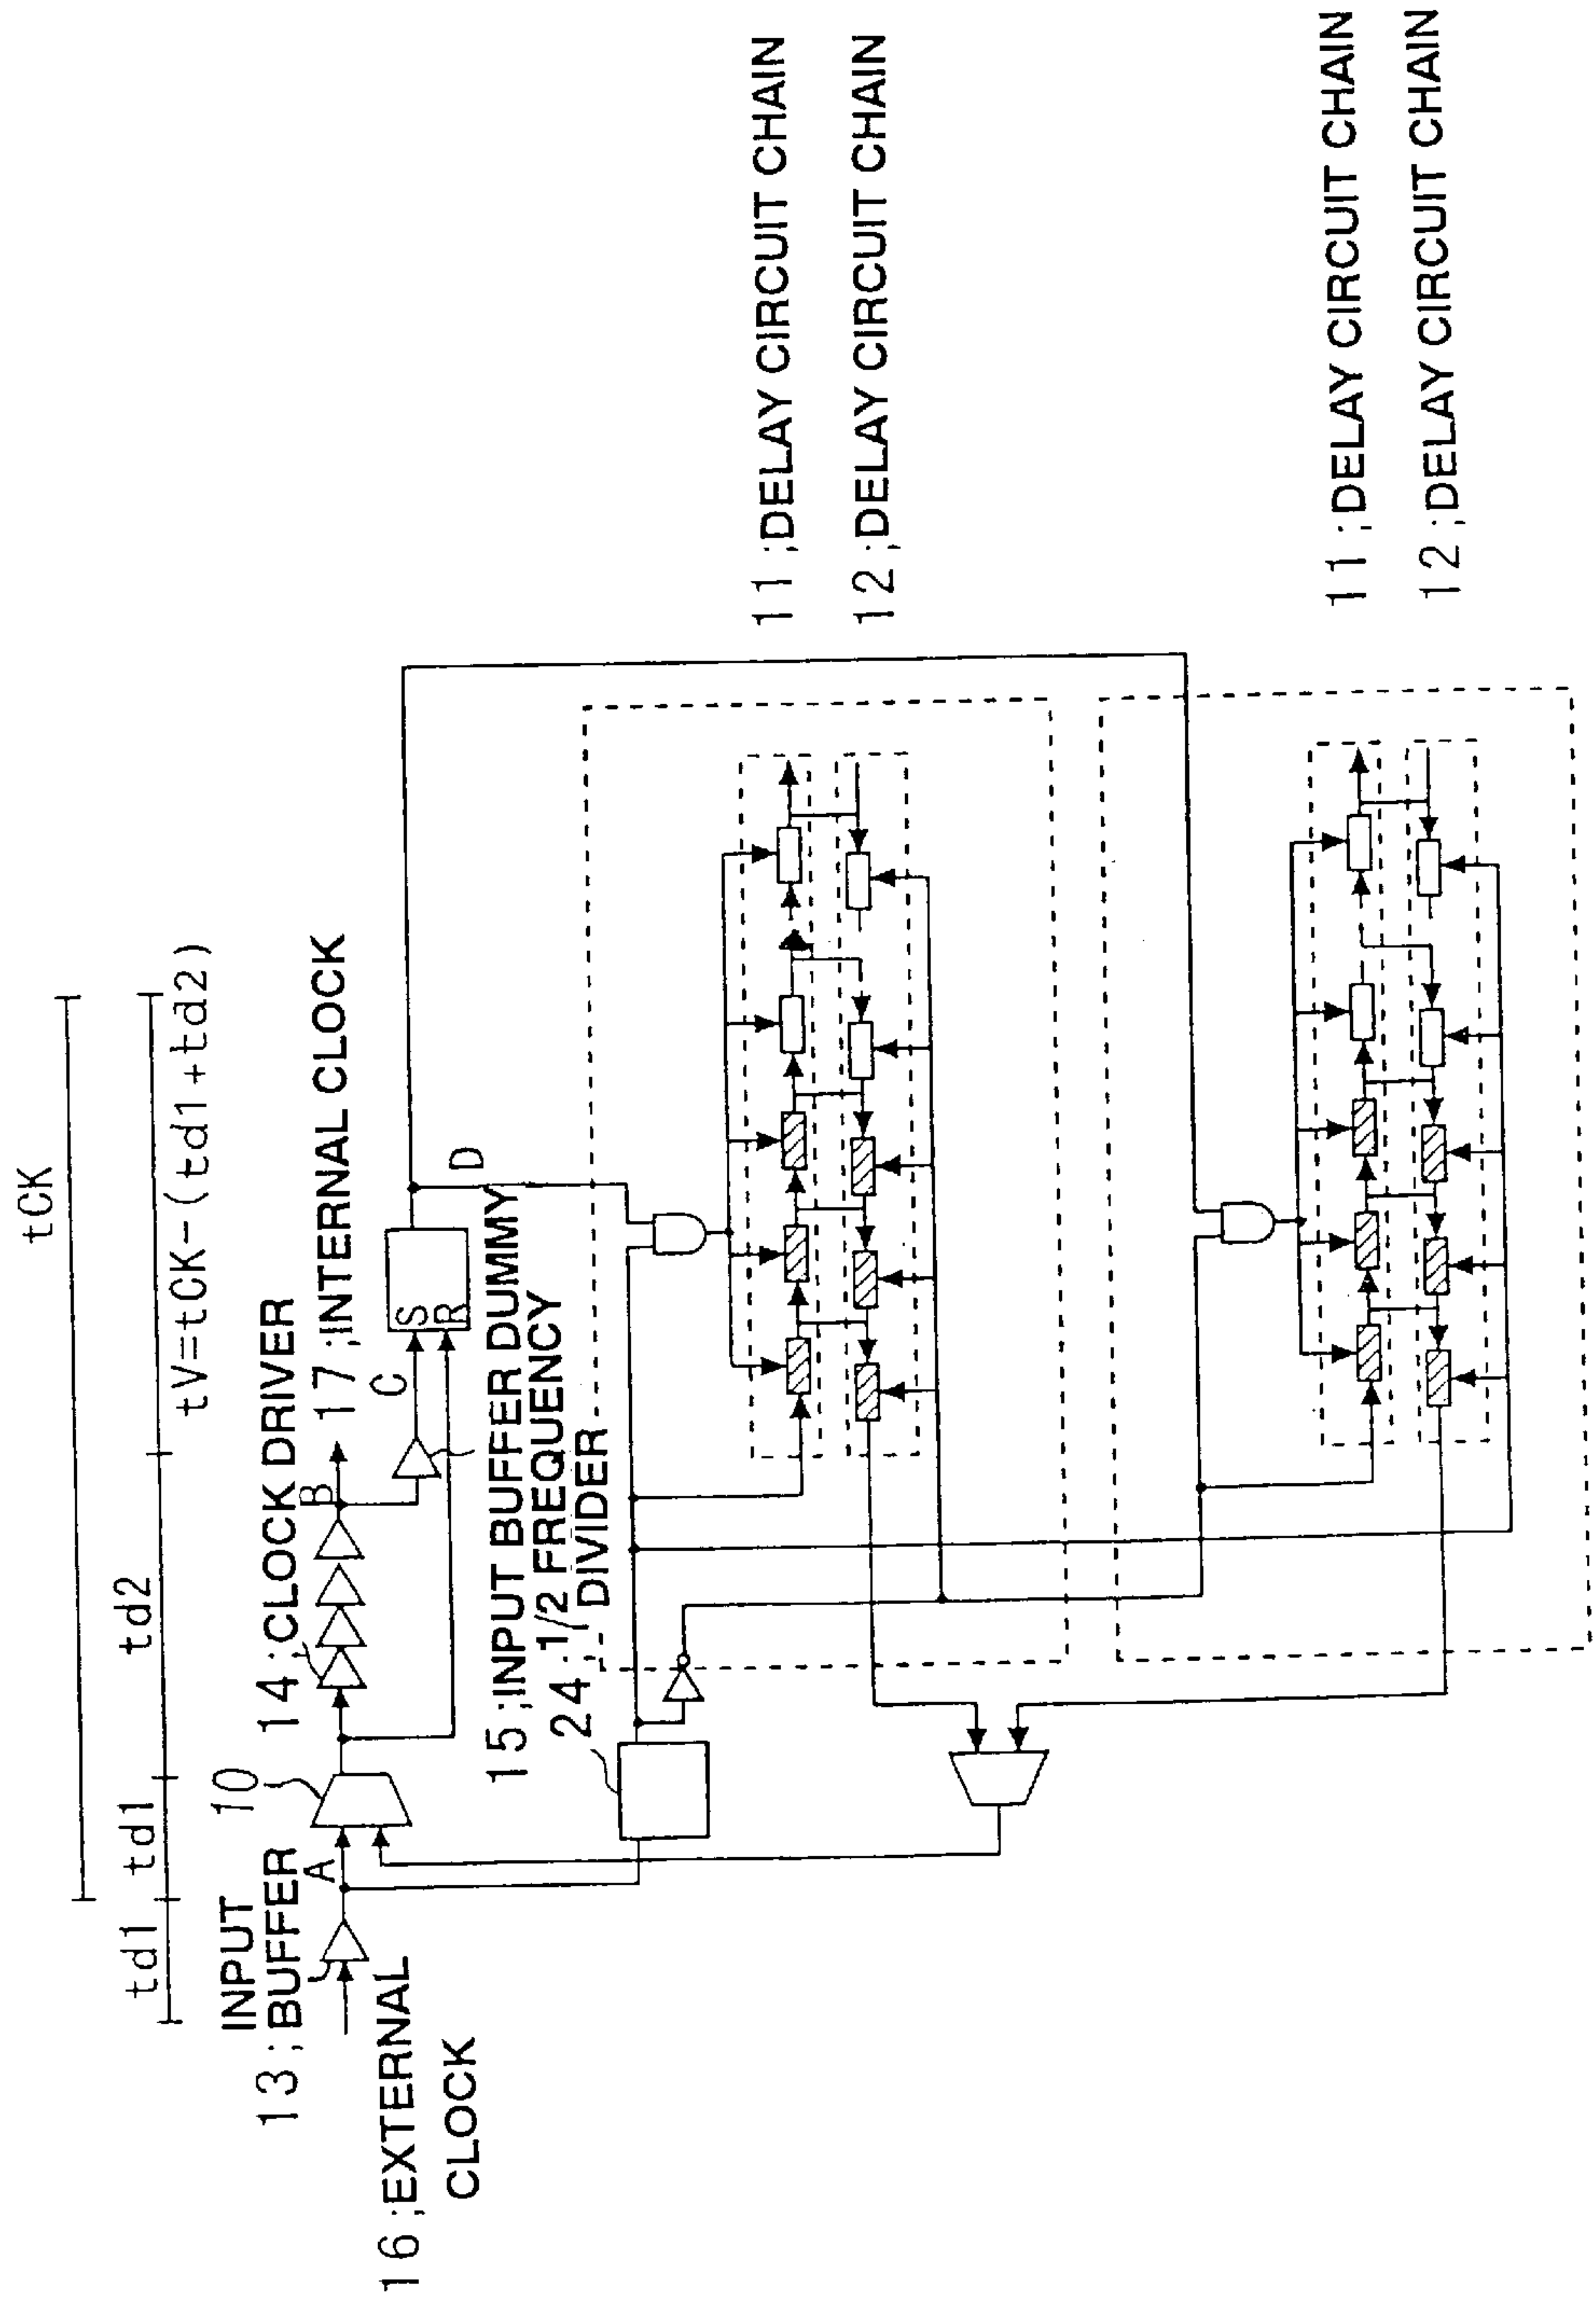 tCK
td1
td1
td2
tV=tCK-(td1+td2)
INPUT
13;BUFFER
10
14;CLOCK DRIVER
A
B
17;INTERNAL CLOCK
16;EXTERNAL
CLOCK
C
S
R
D
15;INPUT BUFFER DUMMY
24;1/2 FREQUENCY
DIVIDER
11;DELAY CIRCUIT CHAIN
12;DELAY CIRCUIT CHAIN
11;DELAY CIRCUIT CHAIN
12;DELAY CIRCUIT CHAIN